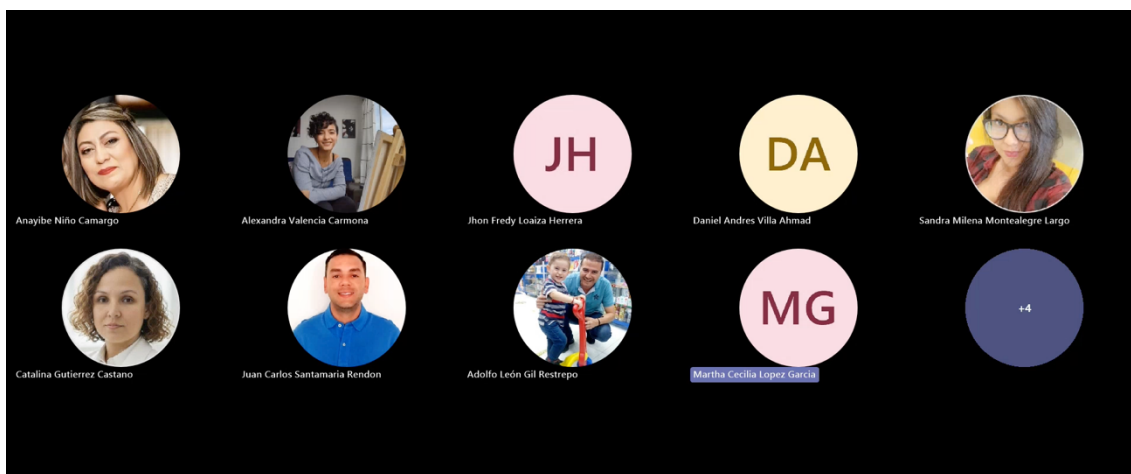 JH
DA
Anayibe Niño Camargo
Alexandra Valencia Carmona
Jhon Fredy Loaiza Herrera
Daniel Andres Villa Ahmad
Sandra Milena Montealegre Largo
MG
+4
Catalina Gutierrez Castano
Juan Carlos Santamaria Rendon
Adolfo León Gil Restrepo
Martha Cecilia Lopez Garcia